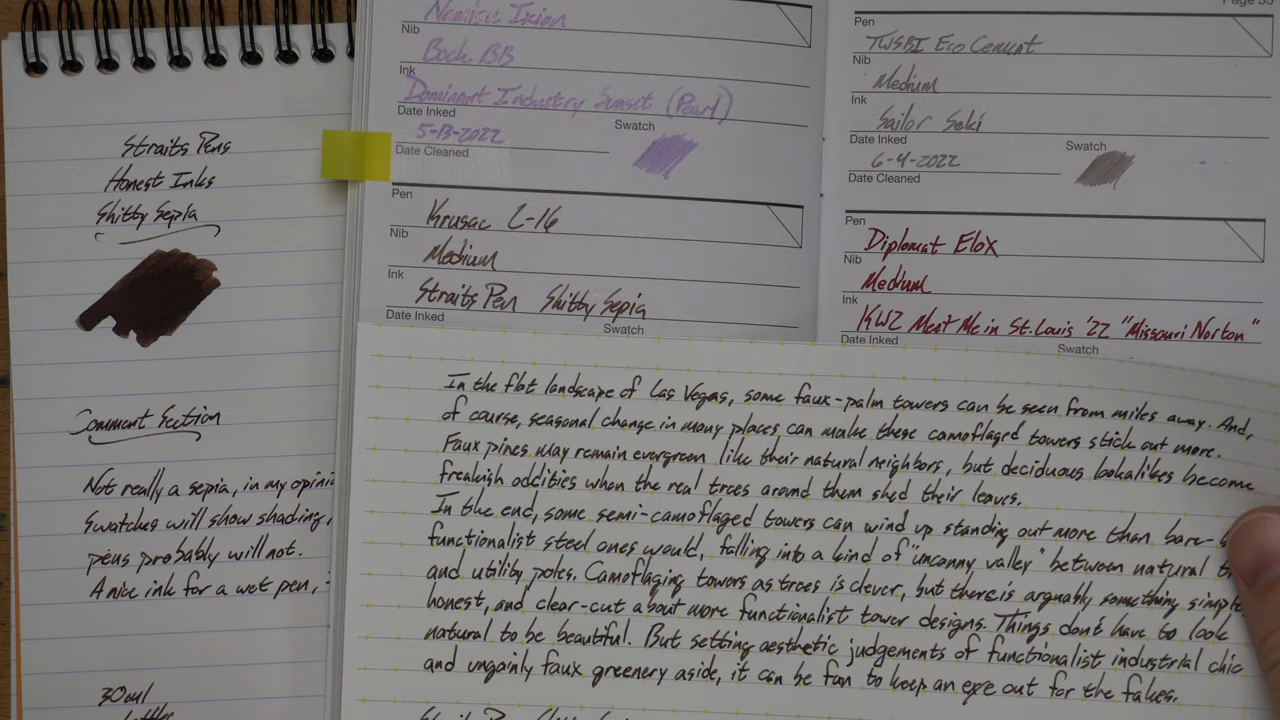 Straits Pens
Honest Inks
Shitty Sepia
Comment Section
Not really a sepia, in my opini
Swatches will show shading,
pens probably will not.
A nice ink for a wet pen,
30ml
bottles
Namisu Ixion
Nib
Bock BB
Ink
Dominant Industry Sunset (Pearl)
Date Inked
5-13-2022
Swatch
Date Cleaned
Pen
Krusac L-16
Nib
Medium
Ink
Straits Pen Shitty Sepia
Date Inked
Swatch
Page 33
Pen
TWSBI Eco Cement
Nib
Medium
Ink
Sailor Seki
Date Inked
6-4-2022
Swatch
Date Cleaned
Pen
Diplomat Elox
Nib
Medium
Ink
KWZ Meet Me in St. Louis '22 "Missouri Norton"
Date Inked
Swatch
In the flat landscape of Las Vegas, some faux-palm towers can be seen from miles away. And,
of course, seasonal change in many places can make these camoflaged towers stick out more.
Faux pines may remain evergreen like their natural neighbors, but deciduous lookalikes become
freakish oddities when the real trees around them shed their leaves.
In the end, some semi-camoflaged towers can wind up standing out more than bare-
functionalist steel ones would, falling into a kind of "uncanny valley" between natural
and utility poles. Camoflaging towers as trees is clever, but there is arguably something simple
honest, and clear-cut about more functionalist tower designs. Things don't have to look
natural to be beautiful. But setting aesthetic judgements of functionalist industrial chic
and ungainly faux greenery aside, it can be fun to keep an eye out for the fakes.